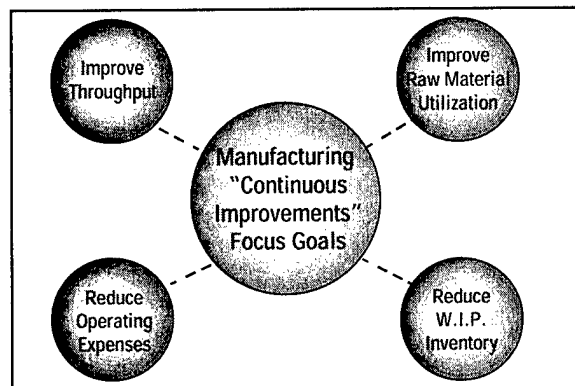 Improve
Throughput
Improve
Raw Material
Utilization
Manufacturing
"Continuous
Improvements"
Focus Goals
Reduce
Operating
Expenses
Reduce
W.I.P.
Inventory